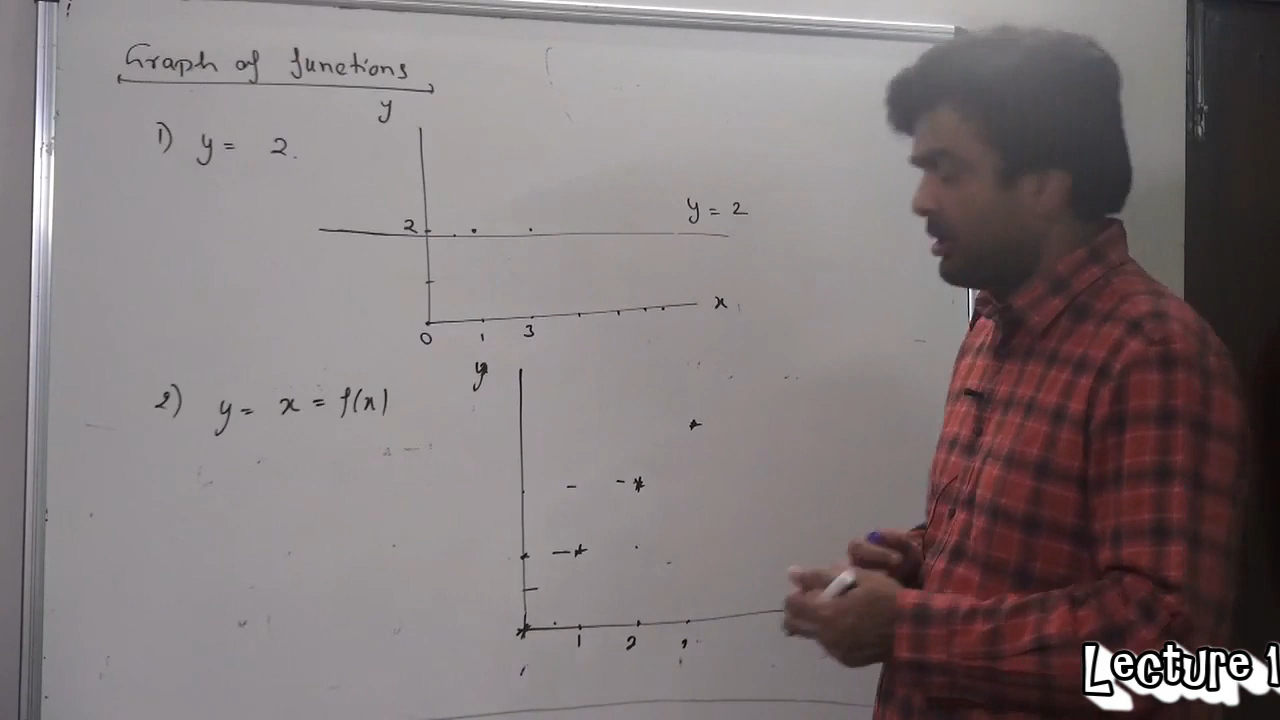 Graph of functions
y
1) y = 2.
y = 2
2
x
0 1 3
y
2) y = x = f(x)
1 2
Lecture 1